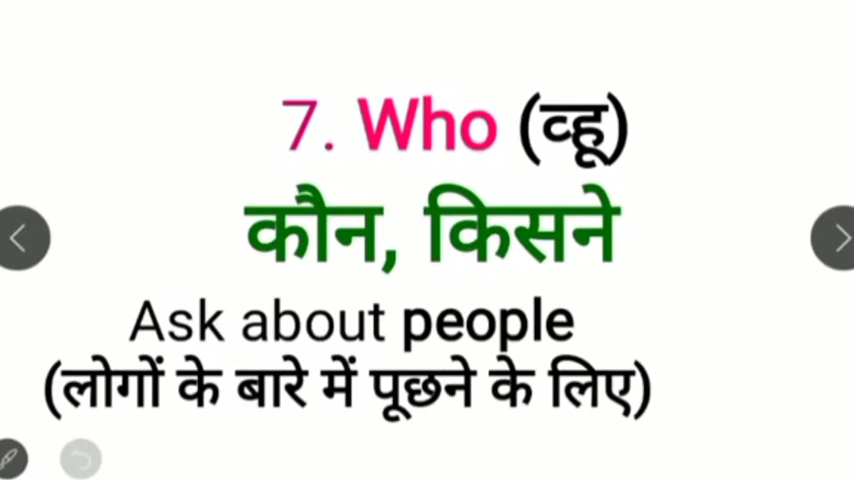 7. Who (व्हू)
कौन, किसने
Ask about people
(लोगों के बारे में पूछने के लिए)